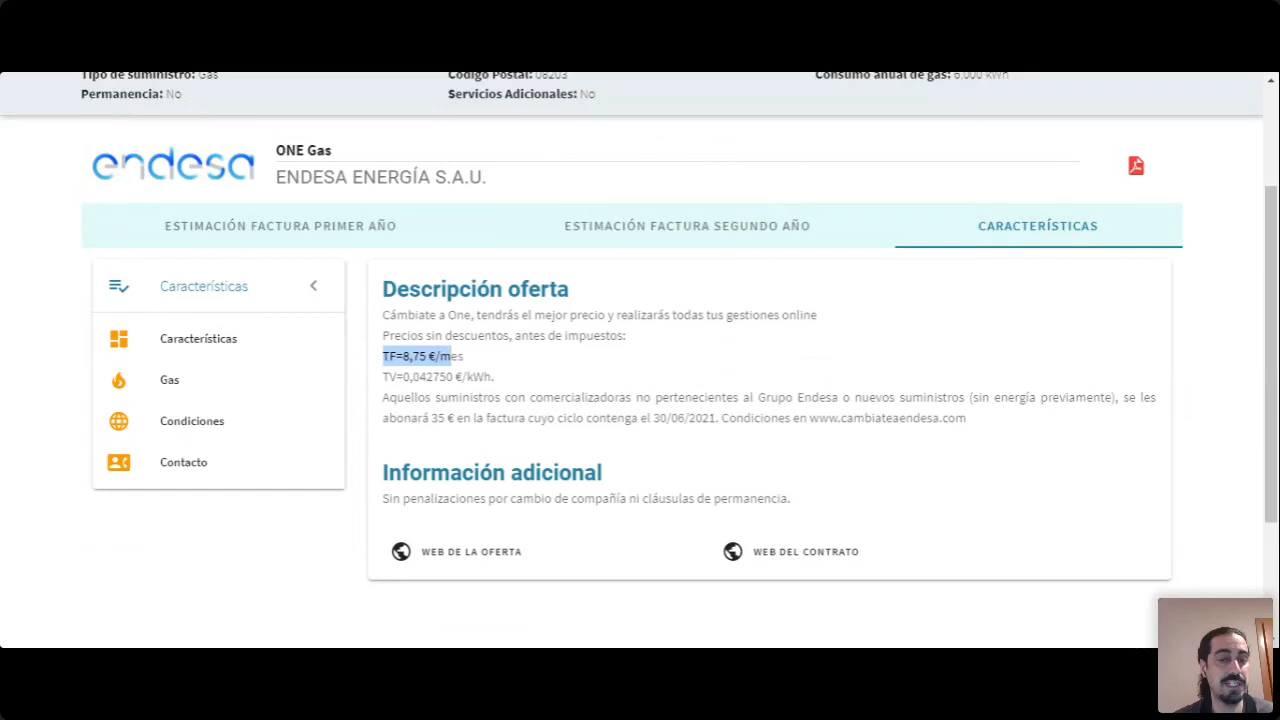 Tipo de suministro: Gas
Código Postal: 08203
Consumo anual de gas: 6.000 kWh
Permanencia: No
Servicios Adicionales: No
endesa
ONE Gas
ENDESA ENERGÍA S.A.U.
ESTIMACIÓN FACTURA PRIMER AÑO
ESTIMACIÓN FACTURA SEGUNDO AÑO
CARACTERÍSTICAS
Características
Características
Gas
Condiciones
Contacto
Descripción oferta
Cámbiate a One, tendrás el mejor precio y realizarás todas tus gestiones online
Precios sin descuentos, antes de impuestos:
TF=8,75 €/mes
TV=0,042750 €/kWh.
Aquellos suministros con comercializadoras no pertenecientes al Grupo Endesa o nuevos suministros (sin energía previamente), se les
abonará 35 € en la factura cuyo ciclo contenga el 30/06/2021. Condiciones en www.cambiateaendesa.com
Información adicional
Sin penalizaciones por cambio de compañía ni cláusulas de permanencia.
WEB DE LA OFERTA
WEB DEL CONTRATO